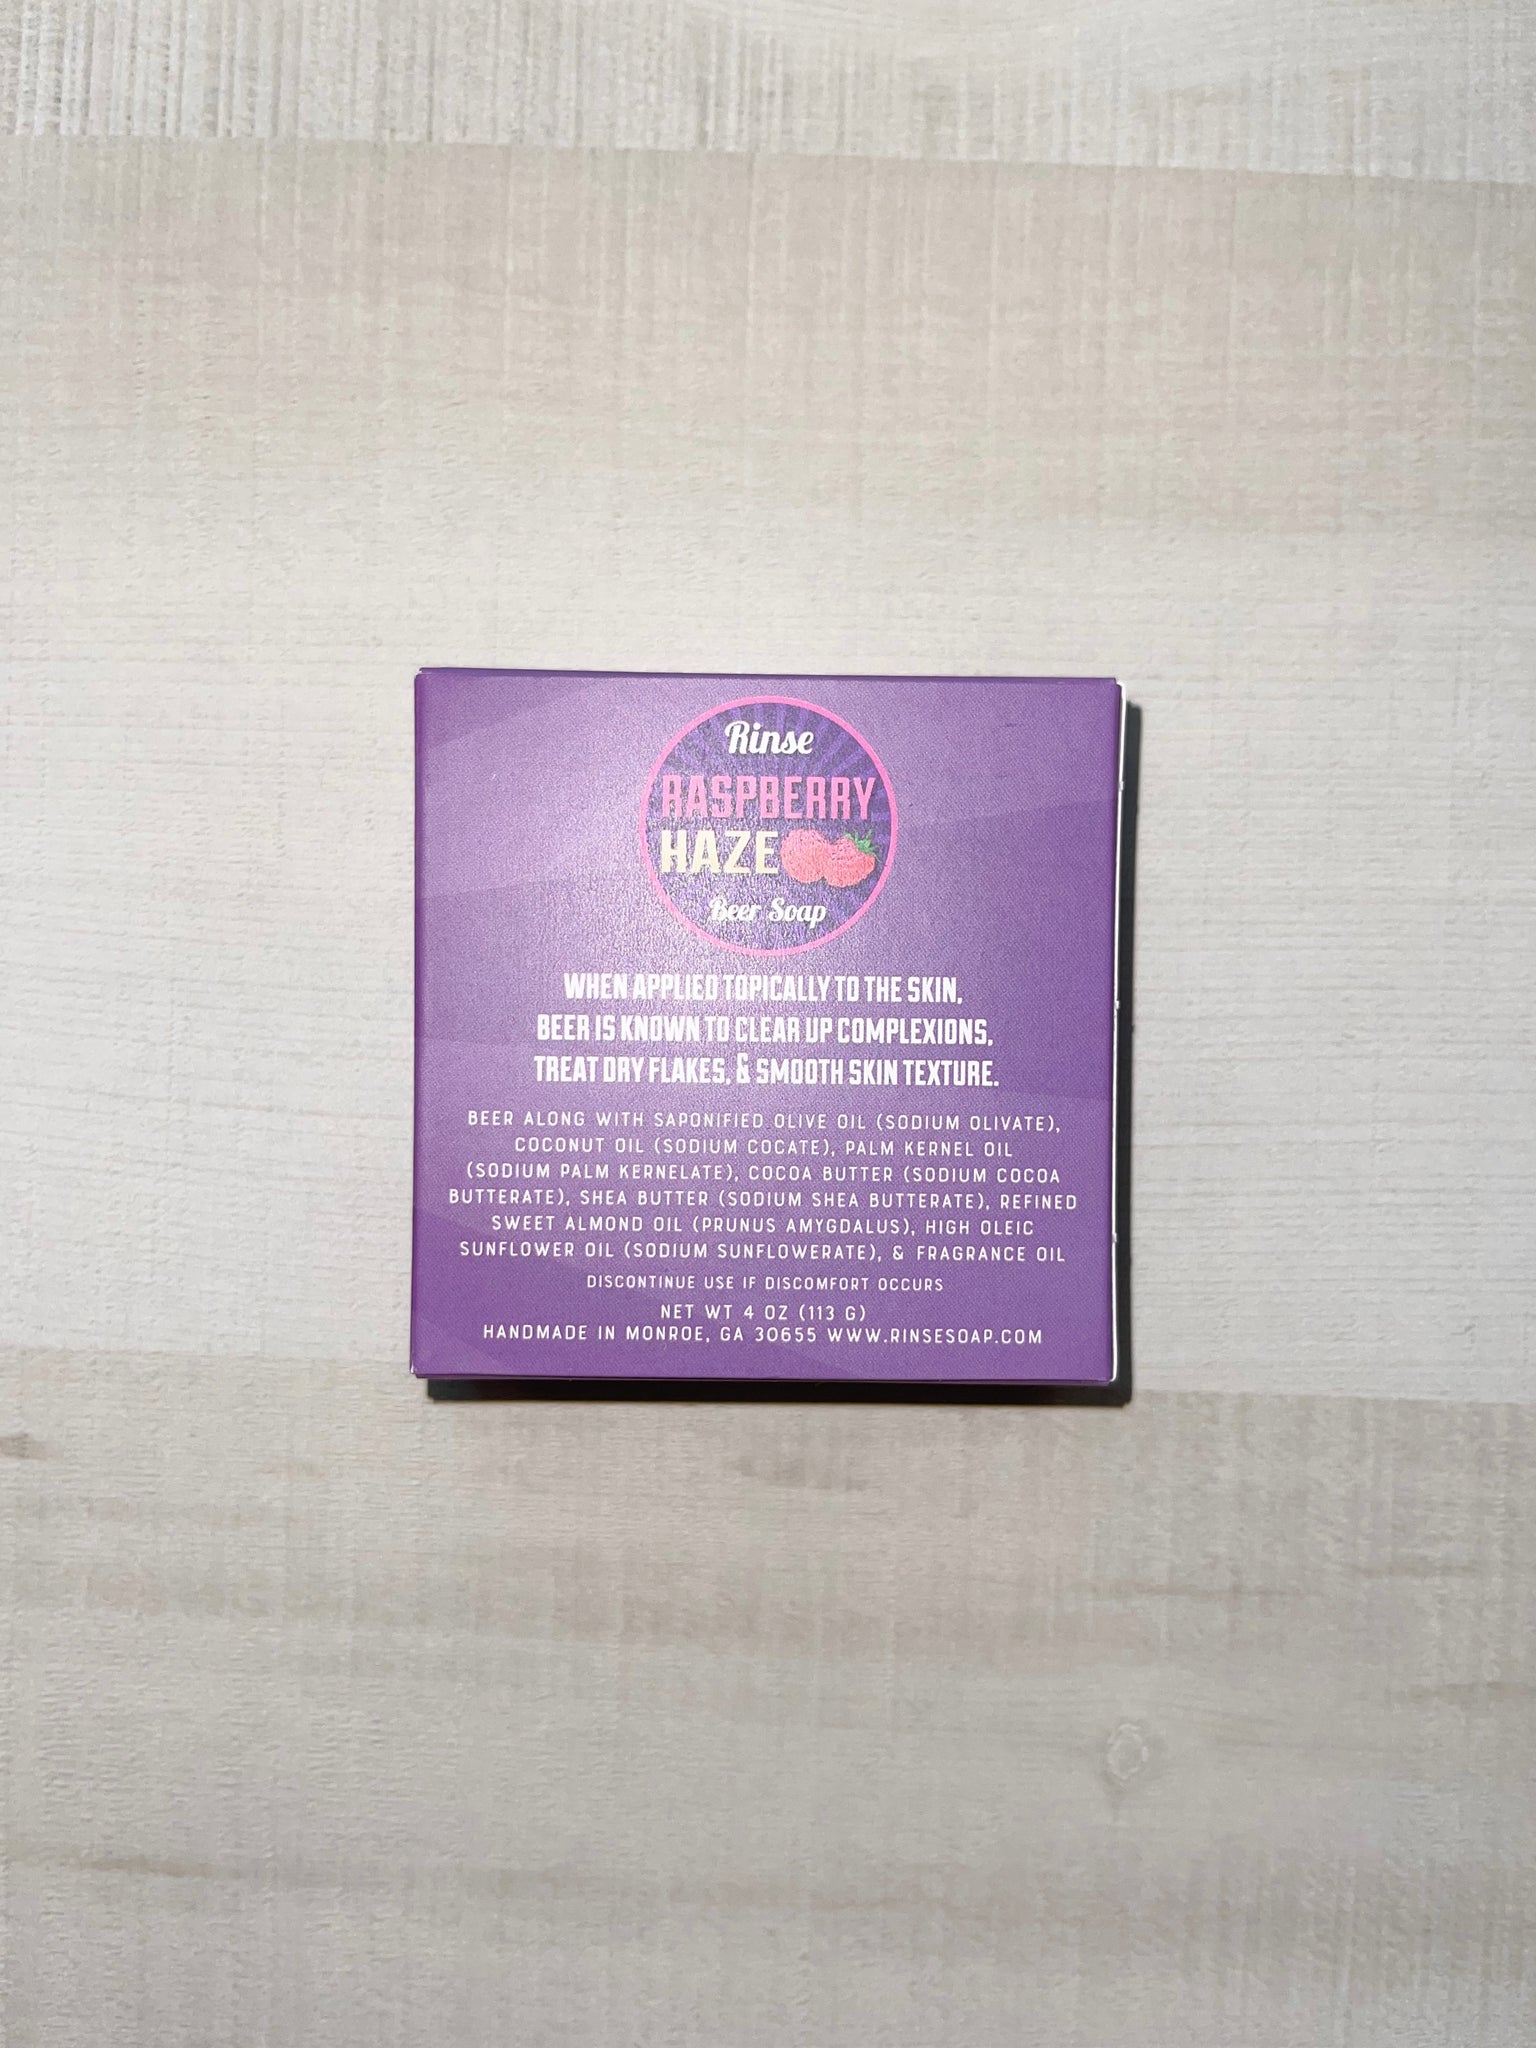 Rinse
RASPBERRY
HAZE
Beer Soap
WHEN APPLIED TOPICALLY TO THE SKIN,
BEER IS KNOWN TO CLEAR UP COMPLEXIONS,
TREAT DRY FLAKES, & SMOOTH SKIN TEXTURE.
BEER ALONG WITH SAPONIFIED OLIVE OIL (SODIUM OLIVATE),
COCONUT OIL (SODIUM COCATE), PALM KERNEL OIL
(SODIUM PALM KERNELATE), COCOA BUTTER (SODIUM COCOA
BUTTERATE), SHEA BUTTER (SODIUM SHEA BUTTERATE), REFINED
SWEET ALMOND OIL (PRUNUS AMYGDALUS), HIGH OLEIC
SUNFLOWER OIL (SODIUM SUNFLOWERATE), & FRAGRANCE OIL
DISCONTINUE USE IF DISCOMFORT OCCURS
NET WT 4 OZ (113 G)
HANDMADE IN MONROE, GA 30655 WWW.RINSESOAP.COM